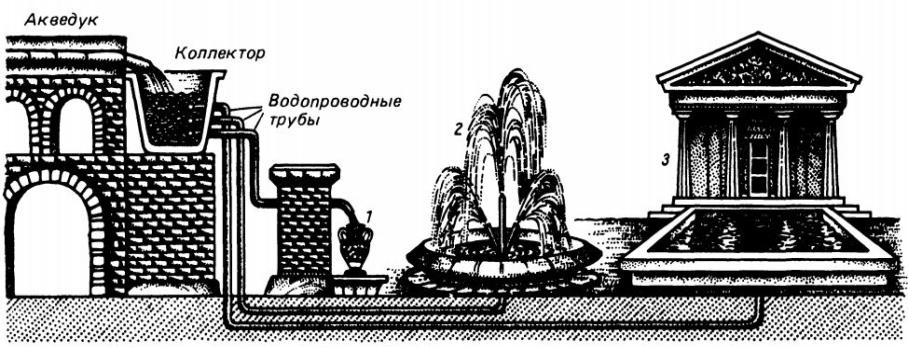 Акведук
Коллектор
Водопроводные
трубы
1
2
3